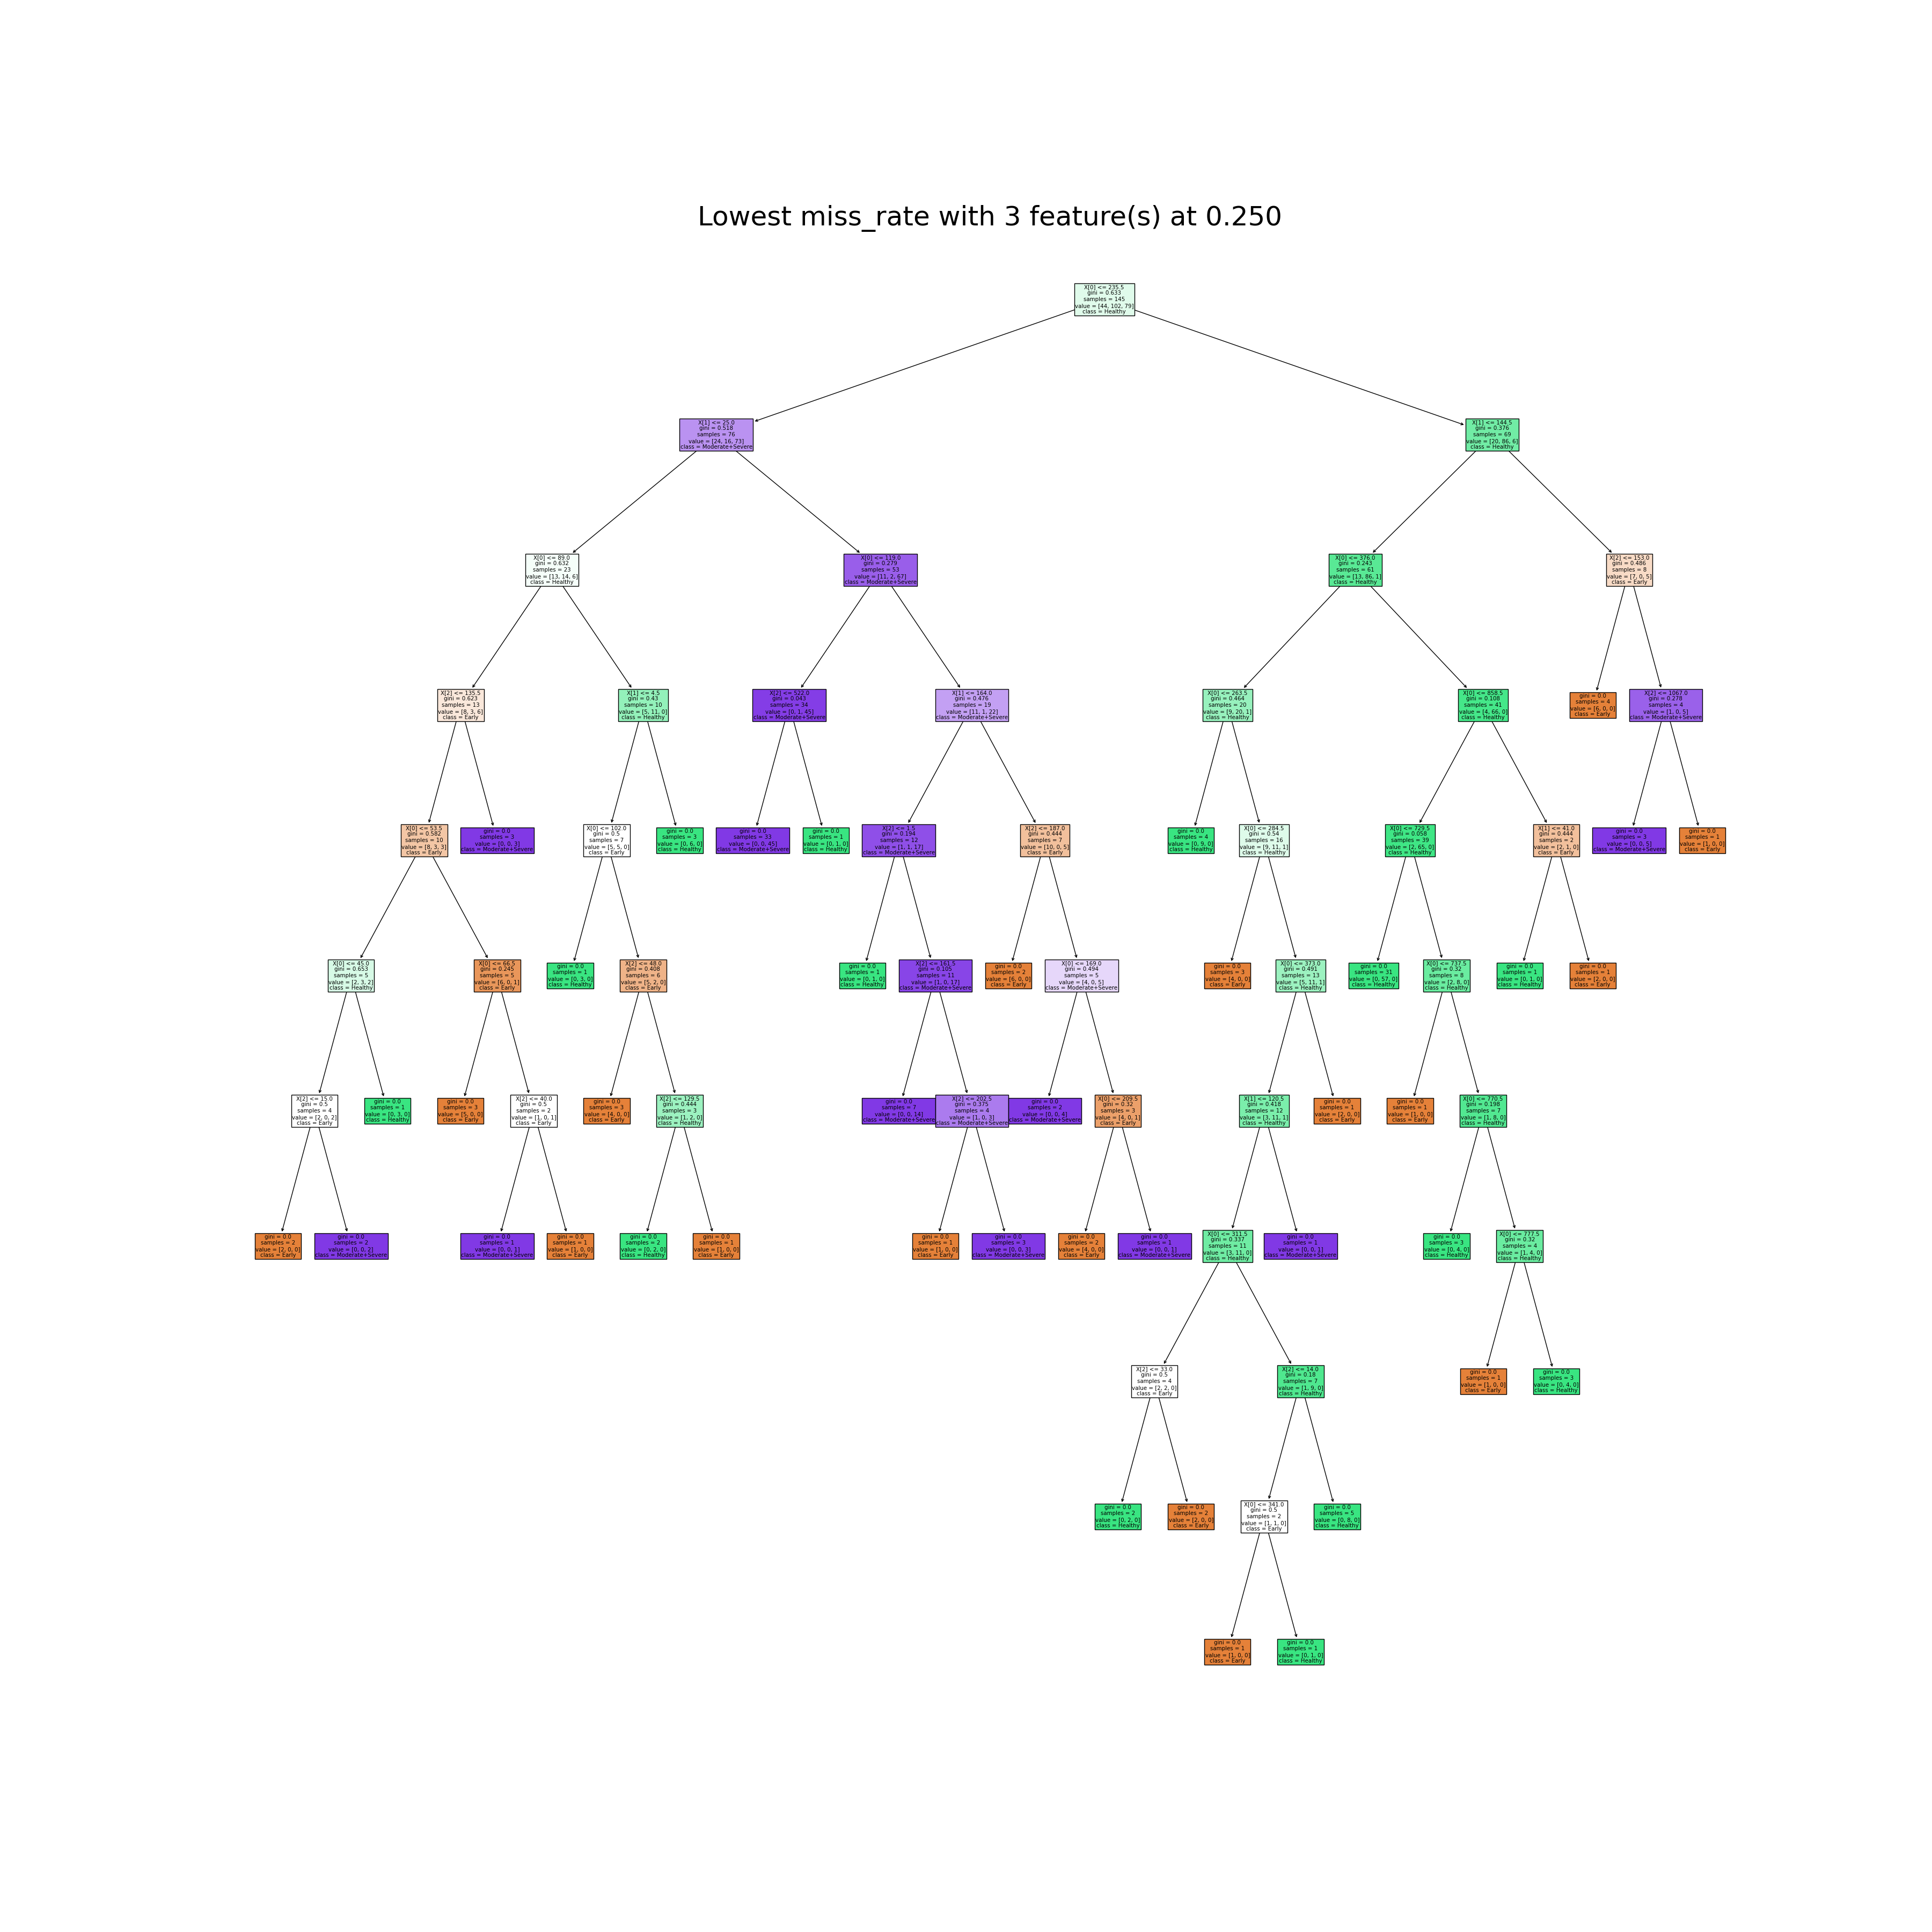 Lowest miss_rate with 3 feature(s) at 0.250
X[0] <= 235.5
gini = 0.633
samples = 145
value = [44, 102, 79]
class = Healthy
X[1] <= 25.0
gini = 0.518
samples = 76
value = [24, 16, 73]
class = Moderate+Severe
X[1] <= 144.5
gini = 0.376
samples = 69
value = [20, 86, 6]
class = Healthy
X[0] <= 89.0
gini = 0.632
samples = 23
value = [13, 14, 6]
class = Healthy
X[0] <= 119.0
gini = 0.279
samples = 53
value = [11, 2, 67]
class = Moderate+Severe
X[0] <= 376.0
gini = 0.243
samples = 61
value = [13, 86, 1]
class = Healthy
X[2] <= 153.0
gini = 0.486
samples = 8
value = [7, 0, 5]
class = Early
X[2] <= 135.5
gini = 0.623
samples = 13
value = [8, 3, 6]
class = Early
X[1] <= 4.5
gini = 0.43
samples = 10
value = [5, 11, 0]
class = Healthy
X[2] <= 522.0
gini = 0.043
samples = 34
value = [0, 1, 45]
class = Moderate+Severe
X[1] <= 164.0
gini = 0.476
samples = 19
value = [11, 1, 22]
class = Moderate+Severe
X[0] <= 263.5
gini = 0.464
samples = 20
value = [9, 20, 1]
class = Healthy
X[0] <= 858.5
gini = 0.108
samples = 41
value = [4, 66, 0]
class = Healthy
gini = 0.0
samples = 4
value = [6, 0, 0]
class = Early
X[2] <= 1067.0
gini = 0.278
samples = 4
value = [1, 0, 5]
class = Moderate+Severe
X[0] <= 53.5
gini = 0.582
samples = 10
value = [8, 3, 3]
class = Early
gini = 0.0
samples = 3
value = [0, 0, 3]
class = Moderate+Severe
X[0] <= 102.0
gini = 0.5
samples = 7
value = [5, 5, 0]
class = Early
gini = 0.0
samples = 3
value = [0, 6, 0]
class = Healthy
gini = 0.0
samples = 33
value = [0, 0, 45]
class = Moderate+Severe
gini = 0.0
samples = 1
value = [0, 1, 0]
class = Healthy
X[2] <= 1.5
gini = 0.194
samples = 12
value = [1, 1, 17]
class = Moderate+Severe
X[2] <= 187.0
gini = 0.444
samples = 7
value = [10, 0, 5]
class = Early
gini = 0.0
samples = 4
value = [0, 9, 0]
class = Healthy
X[0] <= 284.5
gini = 0.54
samples = 16
value = [9, 11, 1]
class = Healthy
X[0] <= 729.5
gini = 0.058
samples = 39
value = [2, 65, 0]
class = Healthy
X[1] <= 41.0
gini = 0.444
samples = 2
value = [2, 1, 0]
class = Early
gini = 0.0
samples = 3
value = [0, 0, 5]
class = Moderate+Severe
gini = 0.0
samples = 1
value = [1, 0, 0]
class = Early
X[0] <= 45.0
gini = 0.653
samples = 5
value = [2, 3, 2]
class = Healthy
X[0] <= 66.5
gini = 0.245
samples = 5
value = [6, 0, 1]
class = Early
gini = 0.0
samples = 1
value = [0, 3, 0]
class = Healthy
X[2] <= 48.0
gini = 0.408
samples = 6
value = [5, 2, 0]
class = Early
gini = 0.0
samples = 1
value = [0, 1, 0]
class = Healthy
X[2] <= 161.5
gini = 0.105
samples = 11
value = [1, 0, 17]
class = Moderate+Severe
gini = 0.0
samples = 2
value = [6, 0, 0]
class = Early
X[0] <= 169.0
gini = 0.494
samples = 5
value = [4, 0, 5]
class = Moderate+Severe
gini = 0.0
samples = 3
value = [4, 0, 0]
class = Early
X[0] <= 373.0
gini = 0.491
samples = 13
value = [5, 11, 1]
class = Healthy
gini = 0.0
samples = 31
value = [0, 57, 0]
class = Healthy
X[0] <= 737.5
gini = 0.32
samples = 8
value = [2, 8, 0]
class = Healthy
gini = 0.0
samples = 1
value = [0, 1, 0]
class = Healthy
gini = 0.0
samples = 1
value = [2, 0, 0]
class = Early
X[2] <= 15.0
gini = 0.5
samples = 4
value = [2, 0, 2]
class = Early
gini = 0.0
samples = 1
value = [0, 3, 0]
class = Healthy
gini = 0.0
samples = 3
value = [5, 0, 0]
class = Early
X[2] <= 40.0
gini = 0.5
samples = 2
value = [1, 0, 1]
class = Early
gini = 0.0
samples = 3
value = [4, 0, 0]
class = Early
X[2] <= 129.5
gini = 0.444
samples = 3
value = [1, 2, 0]
class = Healthy
gini = 0.0
samples = 7
value = [0, 0, 14]
class = Moderate+Severe
X[2] <= 202.5
gini = 0.375
samples = 4
value = [1, 0, 3]
class = Moderate+Severe
gini = 0.0
samples = 2
value = [0, 0, 4]
class = Moderate+Severe
X[0] <= 209.5
gini = 0.32
samples = 3
value = [4, 0, 1]
class = Early
X[1] <= 120.5
gini = 0.418
samples = 12
value = [3, 11, 1]
class = Healthy
gini = 0.0
samples = 1
value = [2, 0, 0]
class = Early
gini = 0.0
samples = 1
value = [1, 0, 0]
class = Early
X[0] <= 770.5
gini = 0.198
samples = 7
value = [1, 8, 0]
class = Healthy
gini = 0.0
samples = 2
value = [2, 0, 0]
class = Early
gini = 0.0
samples = 2
value = [0, 0, 2]
class = Moderate+Severe
gini = 0.0
samples = 1
value = [0, 0, 1]
class = Moderate+Severe
gini = 0.0
samples = 1
value = [1, 0, 0]
class = Early
gini = 0.0
samples = 2
value = [0, 2, 0]
class = Healthy
gini = 0.0
samples = 1
value = [1, 0, 0]
class = Early
gini = 0.0
samples = 1
value = [1, 0, 0]
class = Early
gini = 0.0
samples = 3
value = [0, 0, 3]
class = Moderate+Severe
gini = 0.0
samples = 2
value = [4, 0, 0]
class = Early
gini = 0.0
samples = 1
value = [0, 0, 1]
class = Moderate+Severe
X[0] <= 311.5
gini = 0.337
samples = 11
value = [3, 11, 0]
class = Healthy
gini = 0.0
samples = 1
value = [0, 0, 1]
class = Moderate+Severe
gini = 0.0
samples = 3
value = [0, 4, 0]
class = Healthy
X[0] <= 777.5
gini = 0.32
samples = 4
value = [1, 4, 0]
class = Healthy
X[2] <= 33.0
gini = 0.5
samples = 4
value = [2, 2, 0]
class = Early
X[2] <= 14.0
gini = 0.18
samples = 7
value = [1, 9, 0]
class = Healthy
gini = 0.0
samples = 1
value = [1, 0, 0]
class = Early
gini = 0.0
samples = 3
value = [0, 4, 0]
class = Healthy
gini = 0.0
samples = 2
value = [0, 2, 0]
class = Healthy
gini = 0.0
samples = 2
value = [2, 0, 0]
class = Early
X[0] <= 341.0
gini = 0.5
samples = 2
value = [1, 1, 0]
class = Early
gini = 0.0
samples = 5
value = [0, 8, 0]
class = Healthy
gini = 0.0
samples = 1
value = [1, 0, 0]
class = Early
gini = 0.0
samples = 1
value = [0, 1, 0]
class = Healthy